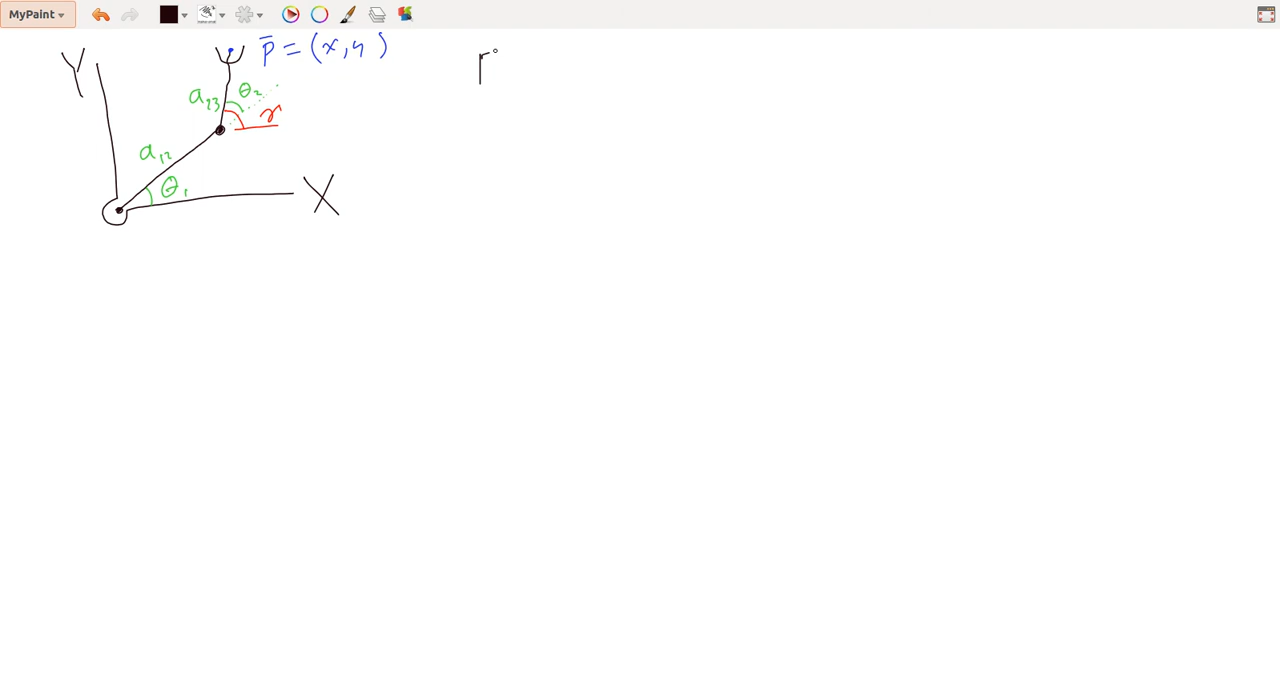 MyPaint
Y
p̄ = (x, y)
a₂₃
θ₂
γ
a₁₂
θ₁
X